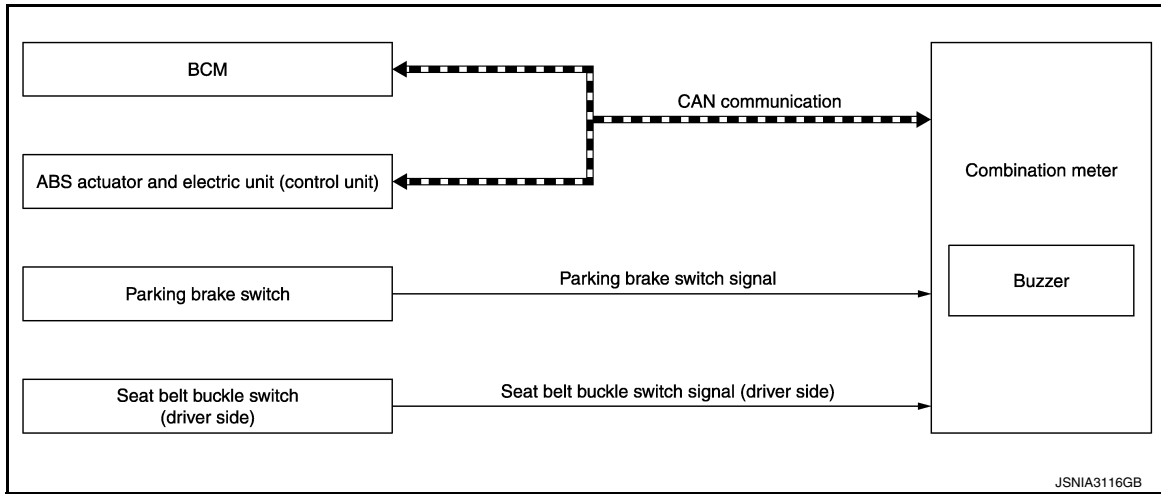 BCM
CAN communication
ABS actuator and electric unit (control unit)
Combination meter
Parking brake switch
Parking brake switch signal
Buzzer
Seat belt buckle switch
(driver side)
Seat belt buckle switch signal (driver side)
JSNIA3116GB